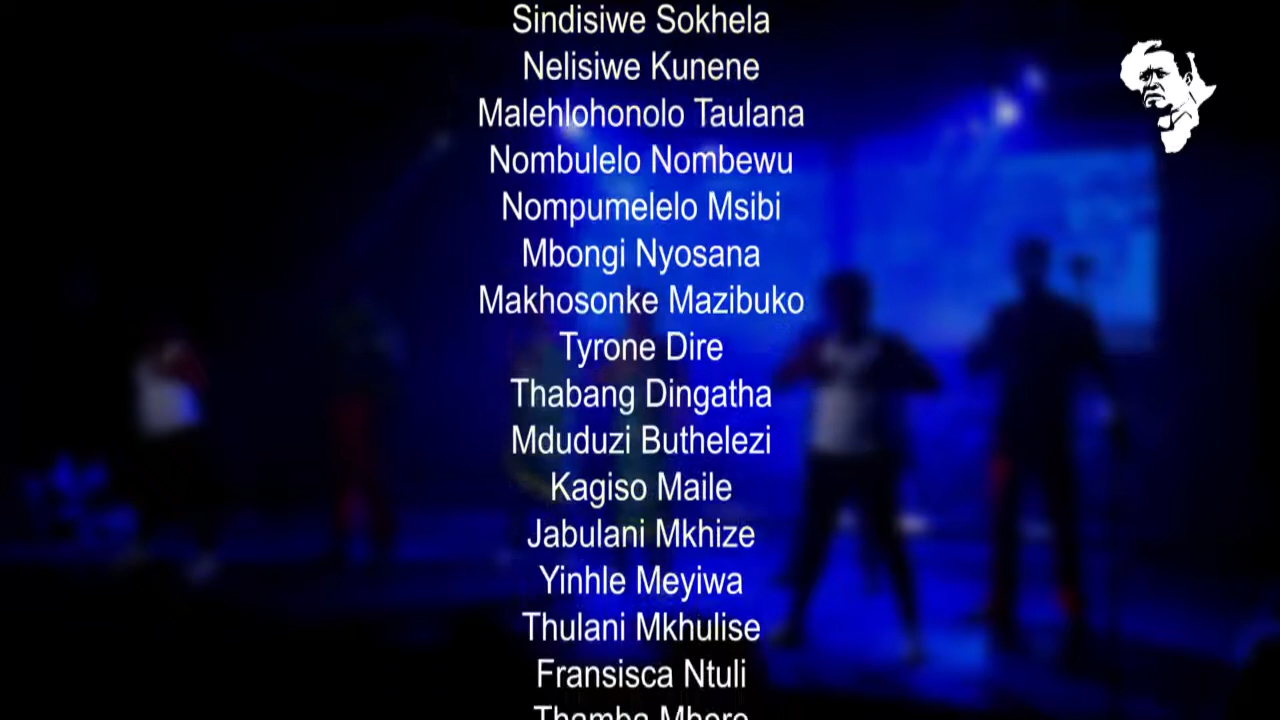 Sindisiwe Sokhela
Nelisiwe Kunene
Malehlohonolo Taulana
Nombulelo Nombewu
Nompumelelo Msibi
Mbongi Nyosana
Makhosonke Mazibuko
Tyrone Dire
Thabang Dingatha
Mduduzi Buthelezi
Kagiso Maile
Jabulani Mkhize
Yinhle Meyiwa
Thulani Mkhulise
Fransisca Ntuli